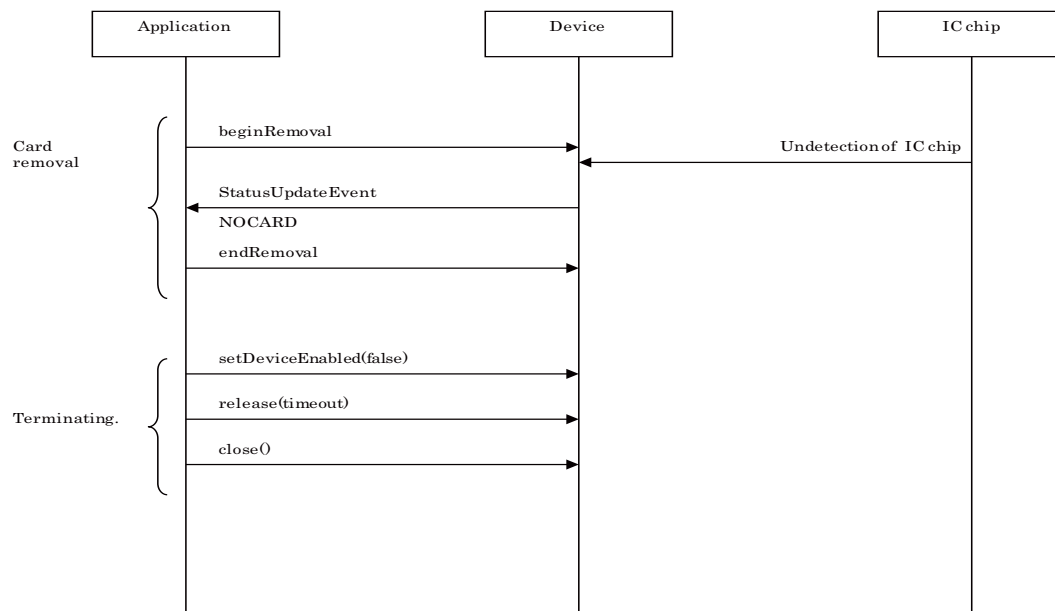 Application
Device
IC chip
Card
removal
beginRemoval
Undetection of IC chip
StatusUpdateEvent
NOCARD
endRemoval
setDeviceEnabled(false)
Terminating.
release(timeout)
close()